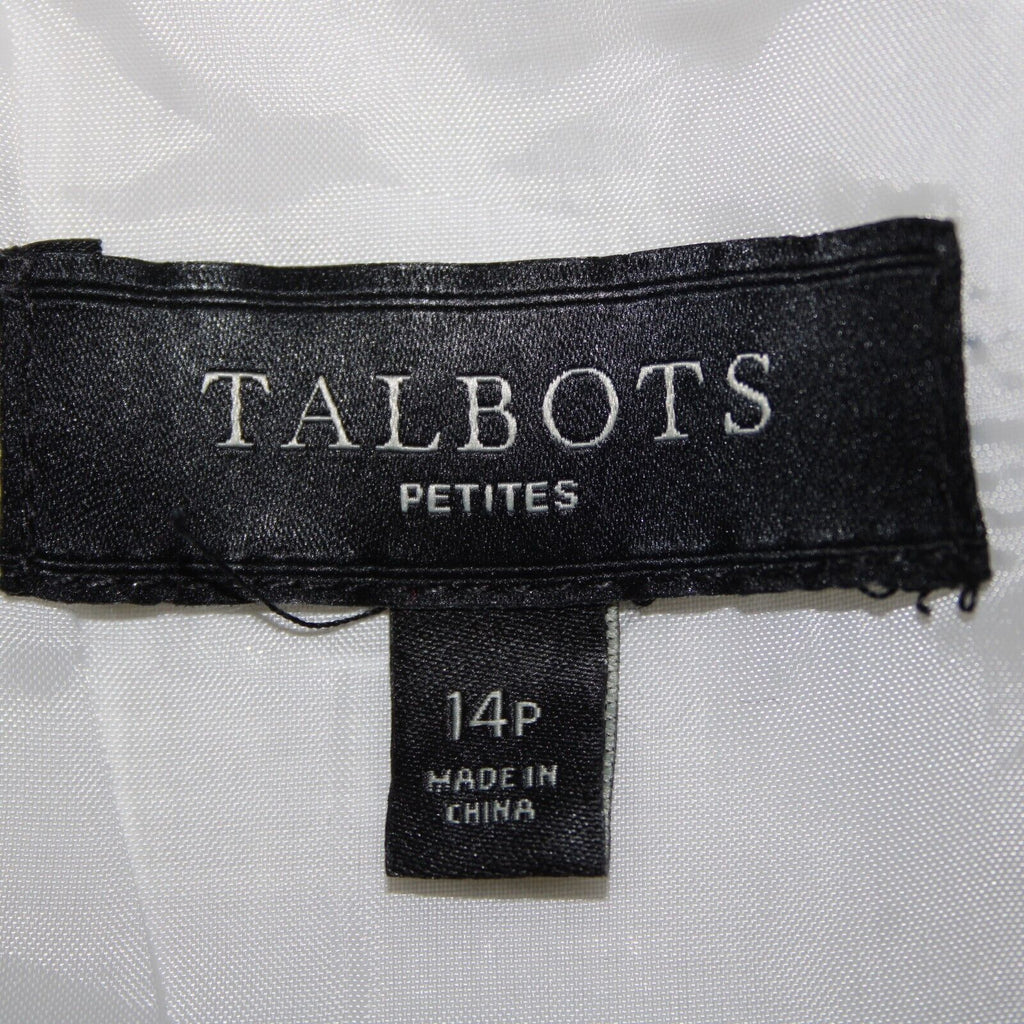 TALBOTS
PETITES
14P
MADE IN
CHINA